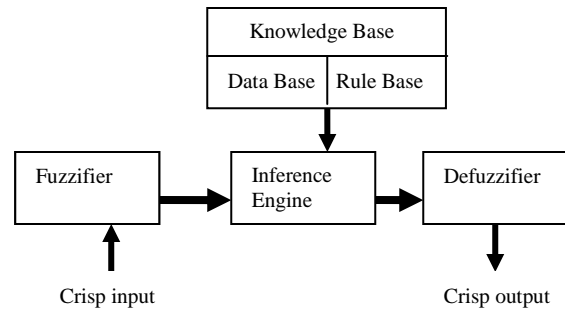 Knowledge Base
Data Base
Rule Base
Fuzzifier
Inference
Engine
Defuzzifier
Crisp input
Crisp output